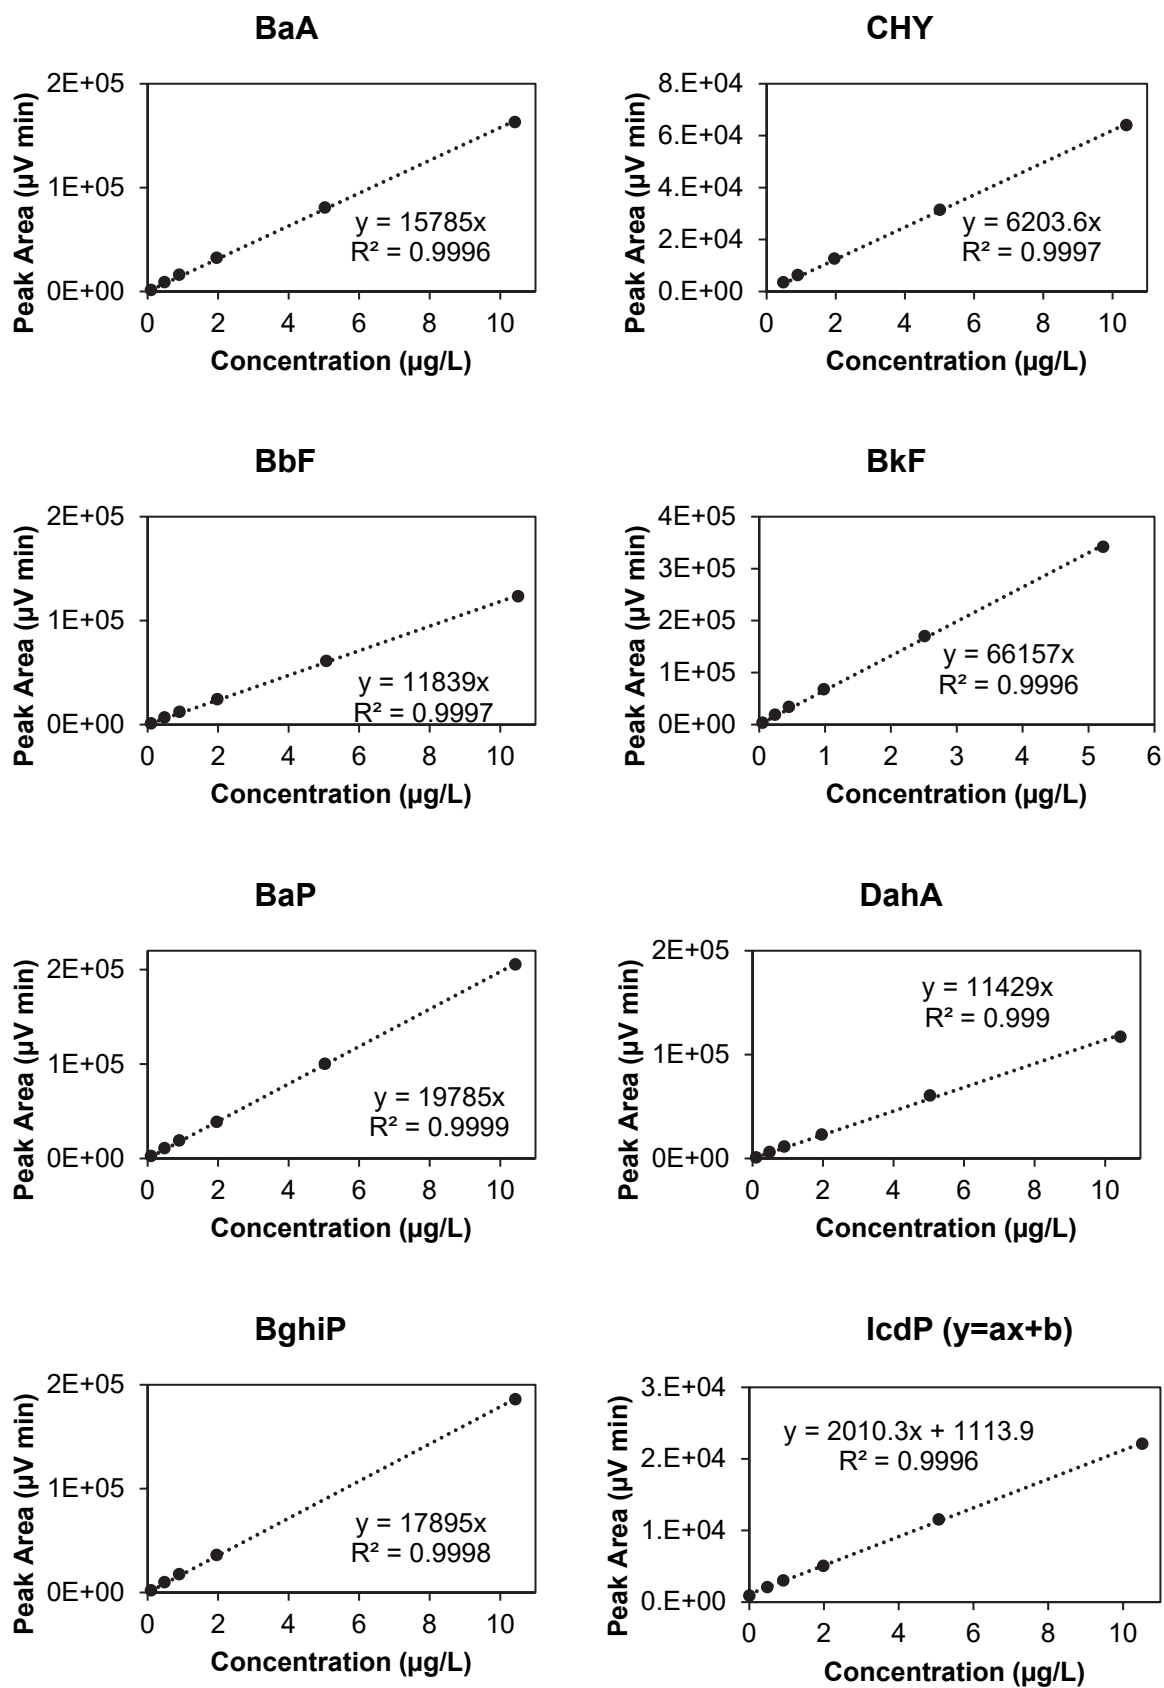 BaA
Peak Area (µV min)
2E+05
1E+05
0E+00
y = 15785x
R² = 0.9996
0 2 4 6 8 10
Concentration (µg/L)
CHY
Peak Area (µV min)
8.E+04
6.E+04
4.E+04
2.E+04
0.E+00
y = 6203.6x
R² = 0.9997
0 2 4 6 8 10
Concentration (µg/L)
BbF
Peak Area (µV min)
2E+05
1E+05
0E+00
y = 11839x
R² = 0.9997
0 2 4 6 8 10
Concentration (µg/L)
BkF
Peak Area (µV min)
4E+05
3E+05
2E+05
1E+05
0E+00
y = 66157x
R² = 0.9996
0 1 2 3 4 5 6
Concentration (µg/L)
BaP
Peak Area (µV min)
2E+05
1E+05
0E+00
y = 19785x
R² = 0.9999
0 2 4 6 8 10
Concentration (µg/L)
DahA
Peak Area (µV min)
2E+05
1E+05
0E+00
y = 11429x
R² = 0.999
0 2 4 6 8 10
Concentration (µg/L)
BghiP
Peak Area (µV min)
2E+05
1E+05
0E+00
y = 17895x
R² = 0.9998
0 2 4 6 8 10
Concentration (µg/L)
IcdP (y=ax+b)
Peak Area (µV min)
3.E+04
2.E+04
1.E+04
0.E+00
y = 2010.3x + 1113.9
R² = 0.9996
0 2 4 6 8 10
Concentration (µg/L)